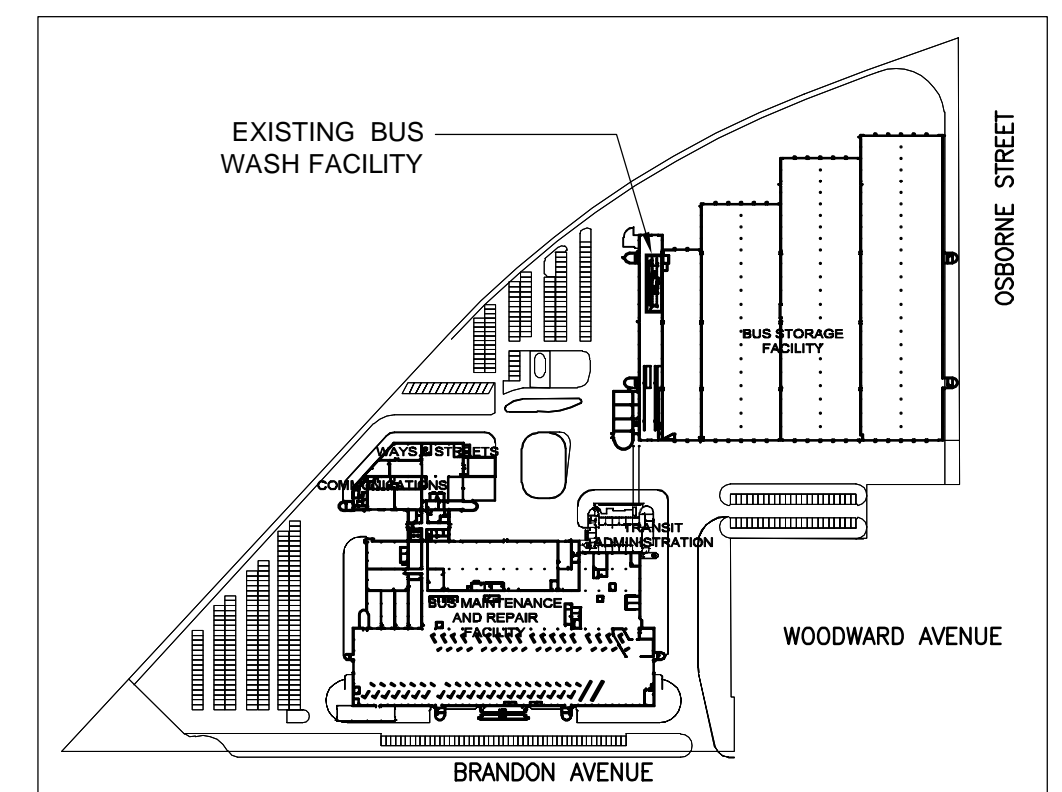 EXISTING BUS
WASH FACILITY
OSBORNE STREET
BUS STORAGE
FACILITY
WAYS & STREETS
COMMUNICATIONS
TRANSIT
ADMINISTRATION
BUS MAINTENANCE
AND REPAIR
FACILITY
WOODWARD AVENUE
BRANDON AVENUE